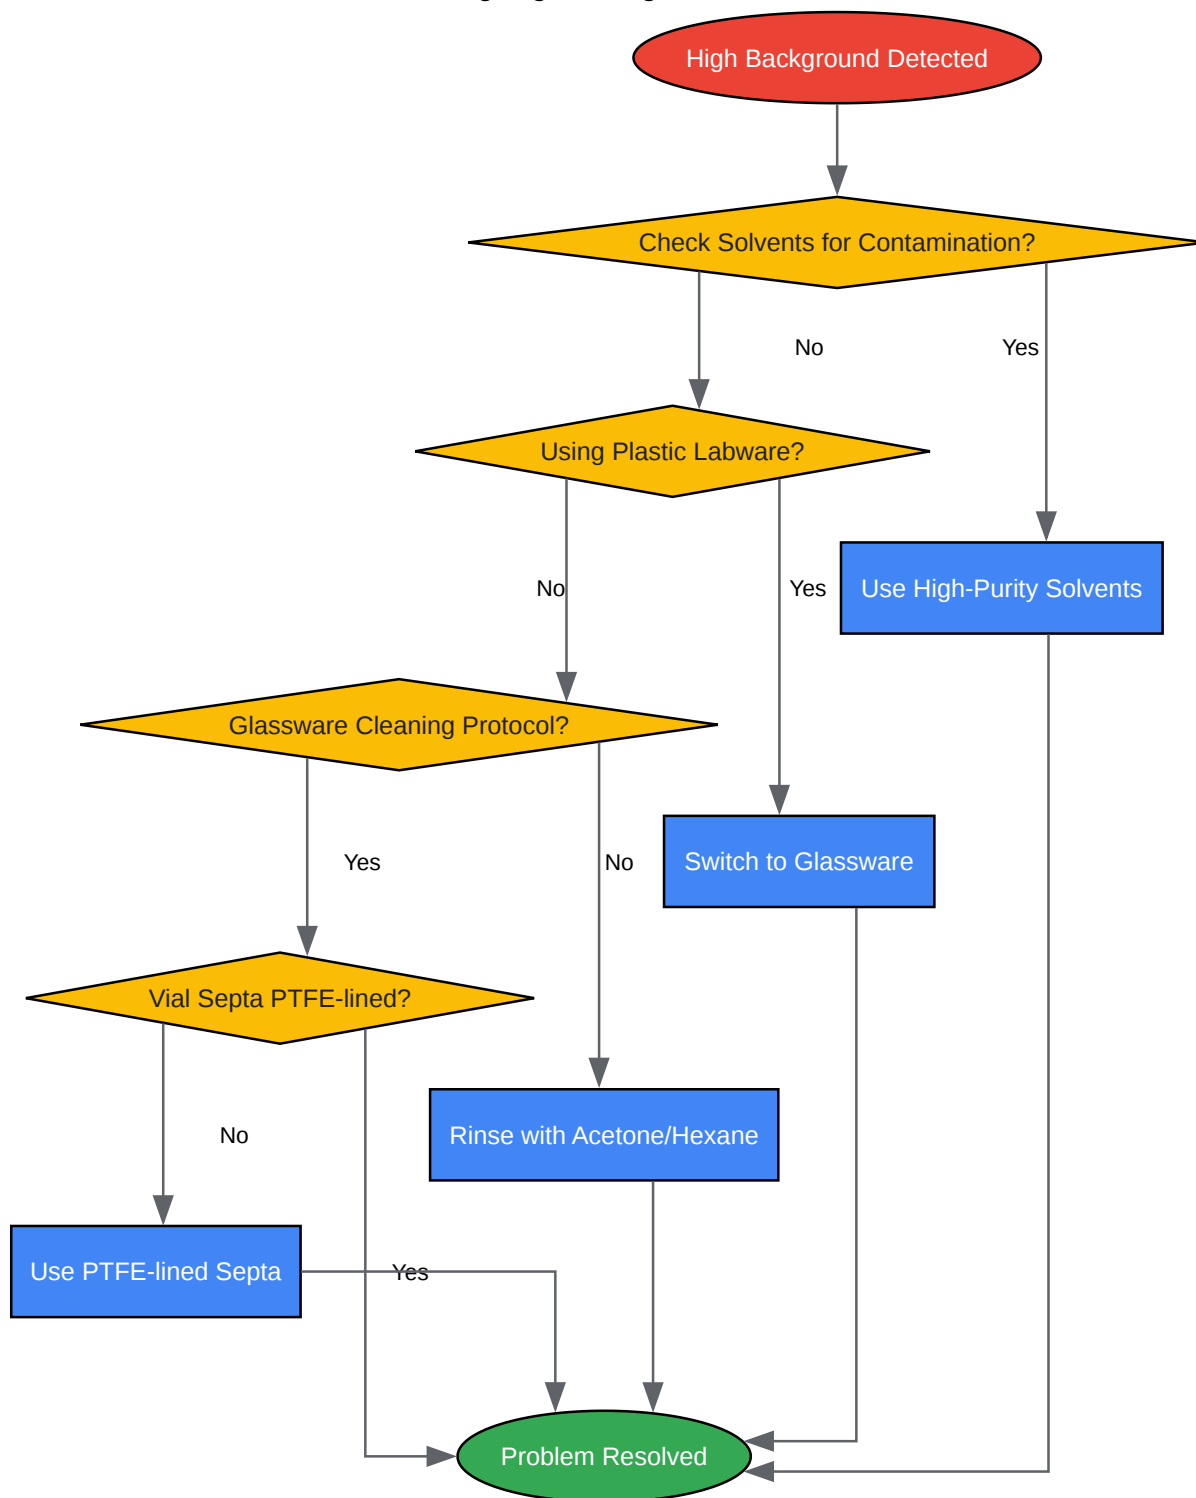 High Background Detected
Check Solvents for Contamination?
No
Yes
Using Plastic Labware?
No
Yes
Use High-Purity Solvents
Glassware Cleaning Protocol?
Yes
No
Switch to Glassware
Vial Septa PTFE-lined?
No
Rinse with Acetone/Hexane
Use PTFE-lined Septa
Yes
Problem Resolved